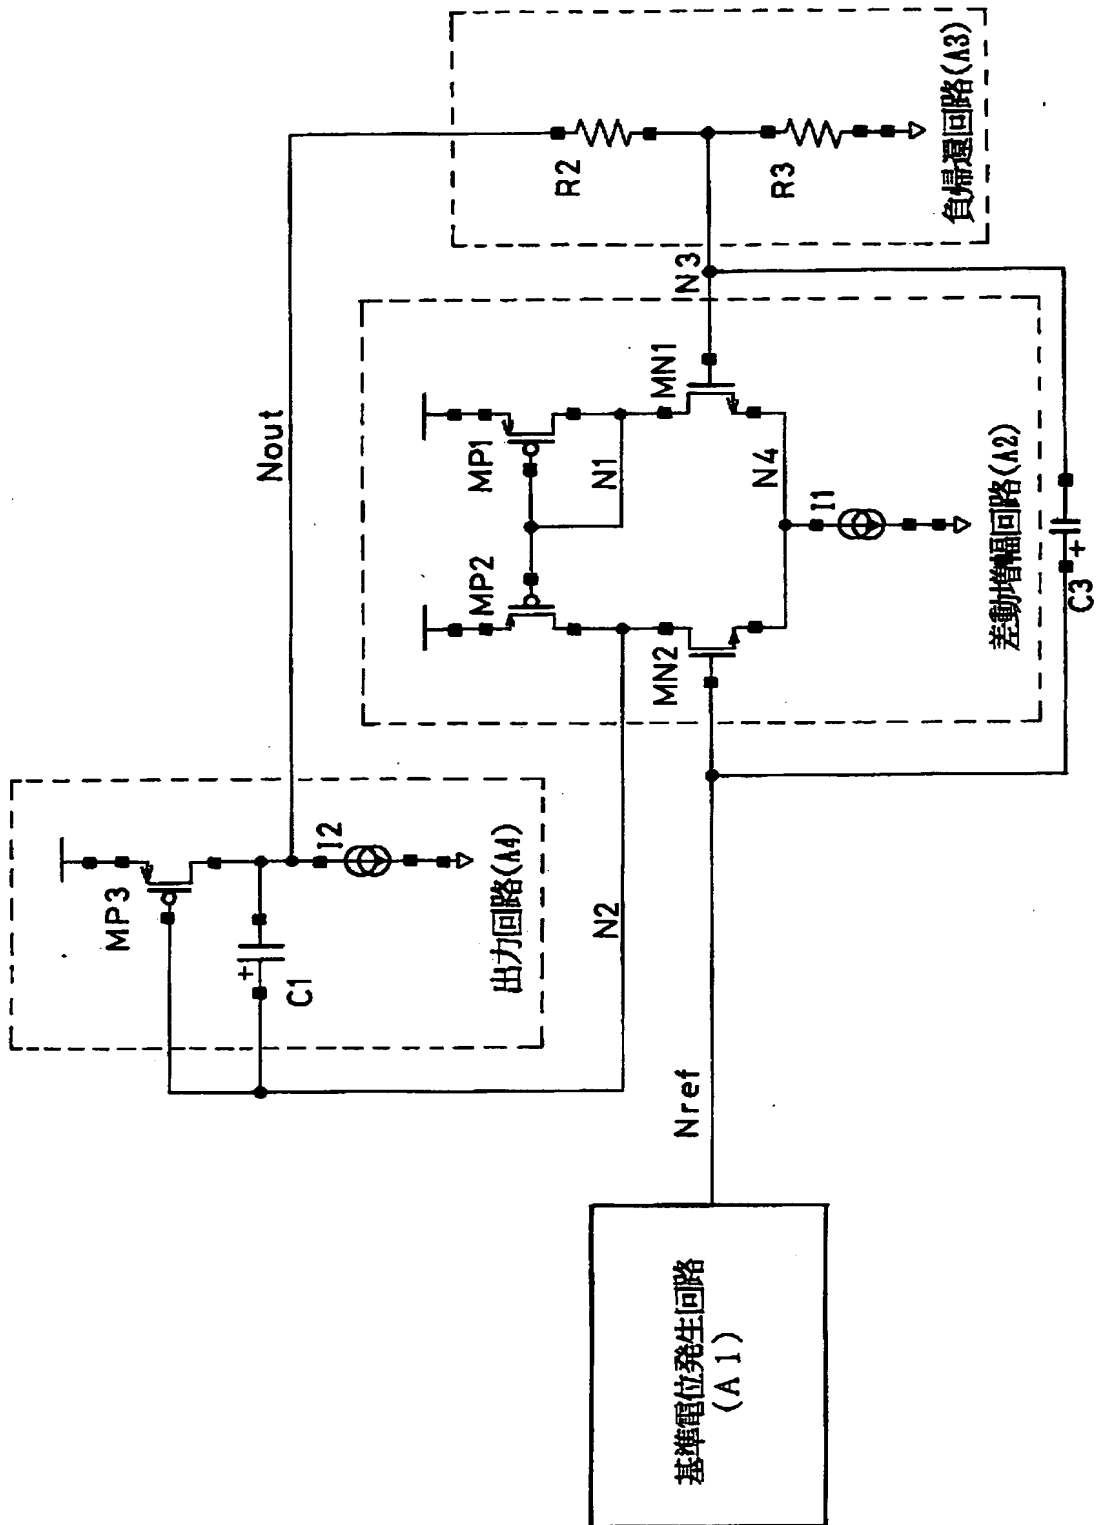 基準電位発生回路
(A1)
Nref
出力回路(A4)
MP3
+
C1
I2
N2
Nout
差動増幅回路(A2)
MP2
MP1
N1
MN2
MN1
N4
I1
+
C3
N3
負帰還回路(A3)
R2
R3